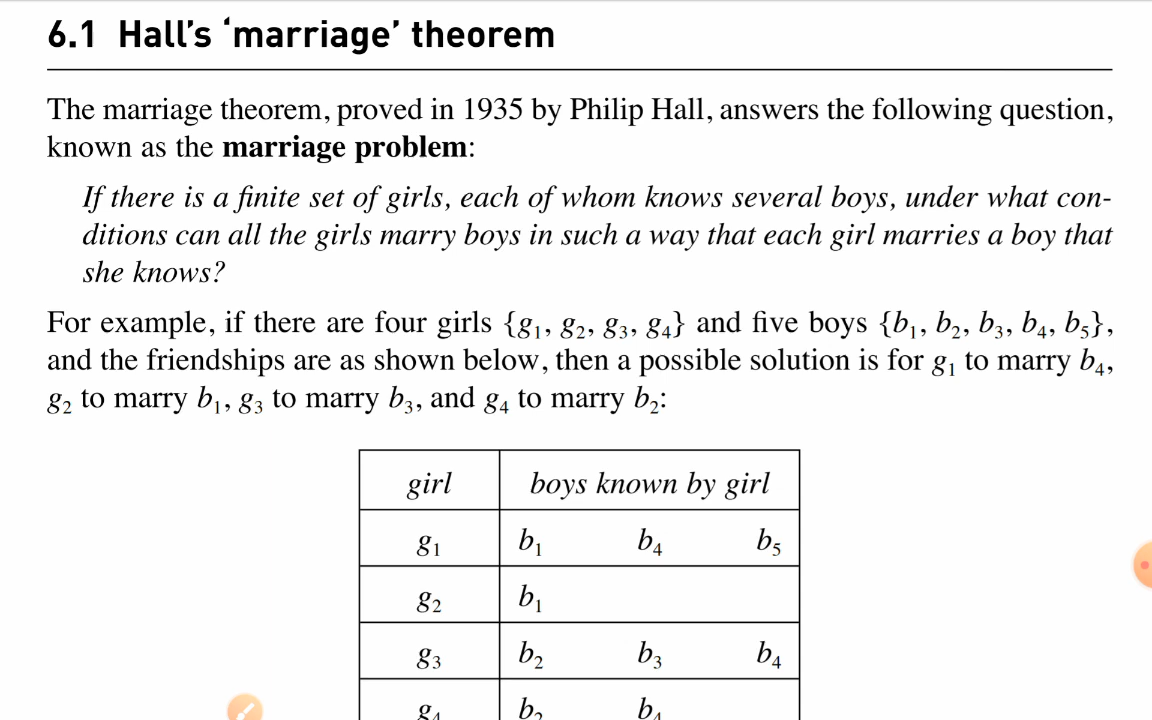 6.1 Hall's 'marriage' theorem
The marriage theorem, proved in 1935 by Philip Hall, answers the following question,
known as the marriage problem:
If there is a finite set of girls, each of whom knows several boys, under what con-
ditions can all the girls marry boys in such a way that each girl marries a boy that
she knows?
For example, if there are four girls {g₁, g₂, g₃, g₄} and five boys {b₁, b₂, b₃, b₄, b₅},
and the friendships are as shown below, then a possible solution is for g₁ to marry b₄,
g₂ to marry b₁, g₃ to marry b₃, and g₄ to marry b₂:
girl boys known by girl
g₁ b₁ b₄ b₅
g₂ b₁
g₃ b₂ b₃ b₄
g₄ b₂ b₄